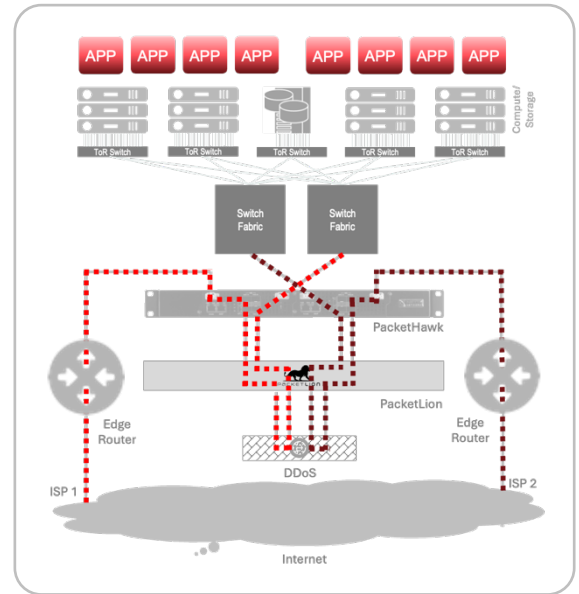 APP APP APP APP APP APP APP APP
Compute/
Storage
ToR Switch ToR Switch ToR Switch ToR Switch ToR Switch
Switch
Fabric
Switch
Fabric
PacketHawk
PACKETLION
PacketLion
Edge
Router
Edge
Router
DDoS
ISP 1
ISP 2
Internet